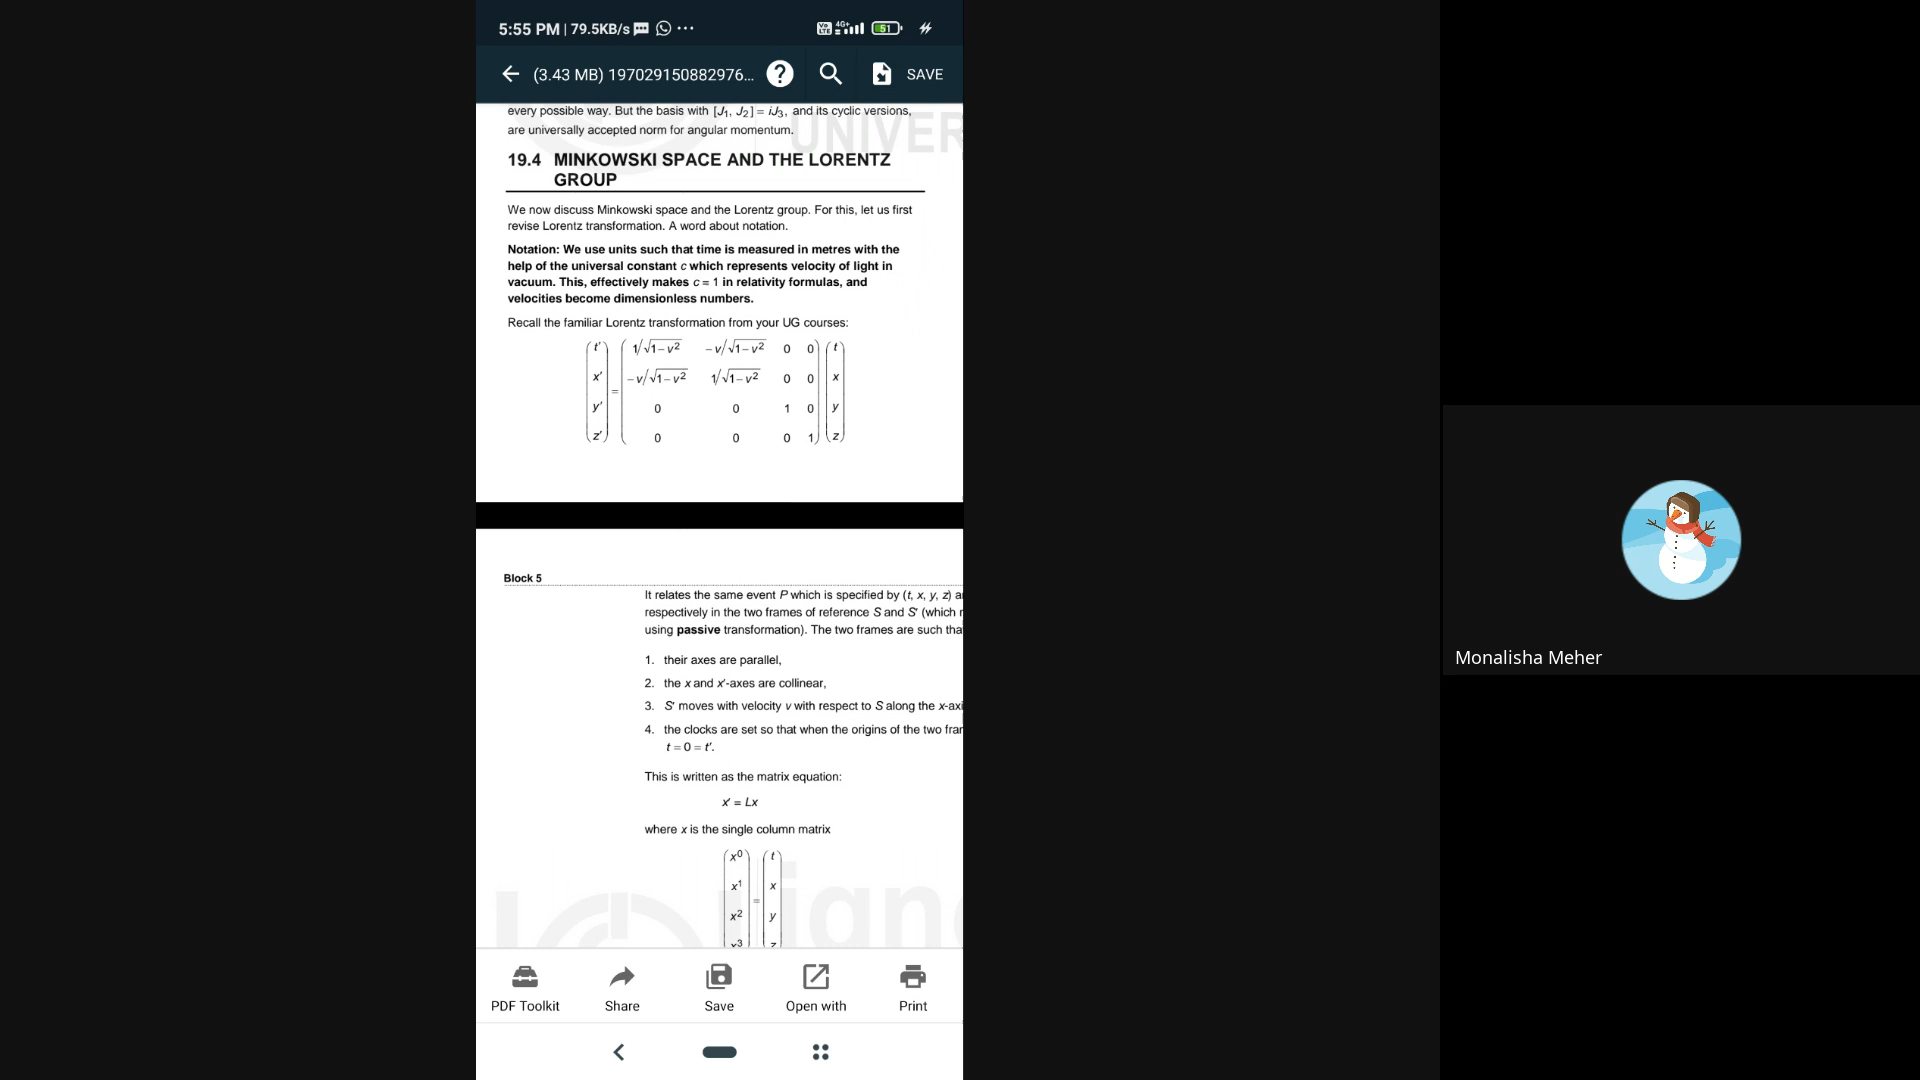 5:55 PM | 79.5KB/s
Vo LTE 4G+ 51
(3.43 MB) 197029150882976... SAVE
every possible way. But the basis with [J₁, J₂] = iJ₃, and its cyclic versions,
are universally accepted norm for angular momentum.
UNIVER
19.4 MINKOWSKI SPACE AND THE LORENTZ
GROUP
We now discuss Minkowski space and the Lorentz group. For this, let us first
revise Lorentz transformation. A word about notation.
Notation: We use units such that time is measured in metres with the
help of the universal constant c which represents velocity of light in
vacuum. This, effectively makes c = 1 in relativity formulas, and
velocities become dimensionless numbers.
Recall the familiar Lorentz transformation from your UG courses:
t′ 1/√1−v² −v/√1−v² 0 0 t
x′ −v/√1−v² 1/√1−v² 0 0 x
=
y′ 0 0 1 0 y
z′ 0 0 0 1 z
Block 5
It relates the same event P which is specified by (t, x, y, z)
respectively in the two frames of reference S and S′ (which
using passive transformation). The two frames are such
1. their axes are parallel,
2. the x and x′-axes are collinear,
3. S′ moves with velocity v with respect to S along the
4. the clocks are set so that when the origins of the two
t = 0 = t′.
This is written as the matrix equation:
x′ = Lx
where x is the single column matrix
x⁰ t
x¹ x
=
x² y
x³ z
ign
PDF Toolkit Share Save Open with Print
Monalisha Meher